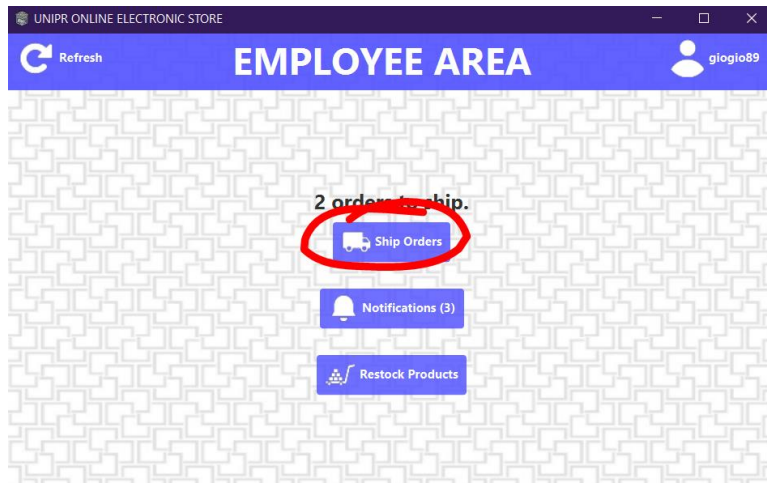 UNIPR ONLINE ELECTRONIC STORE
Refresh
EMPLOYEE AREA
giogio89
2 orders to ship.
Ship Orders
Notifications (3)
Restock Products